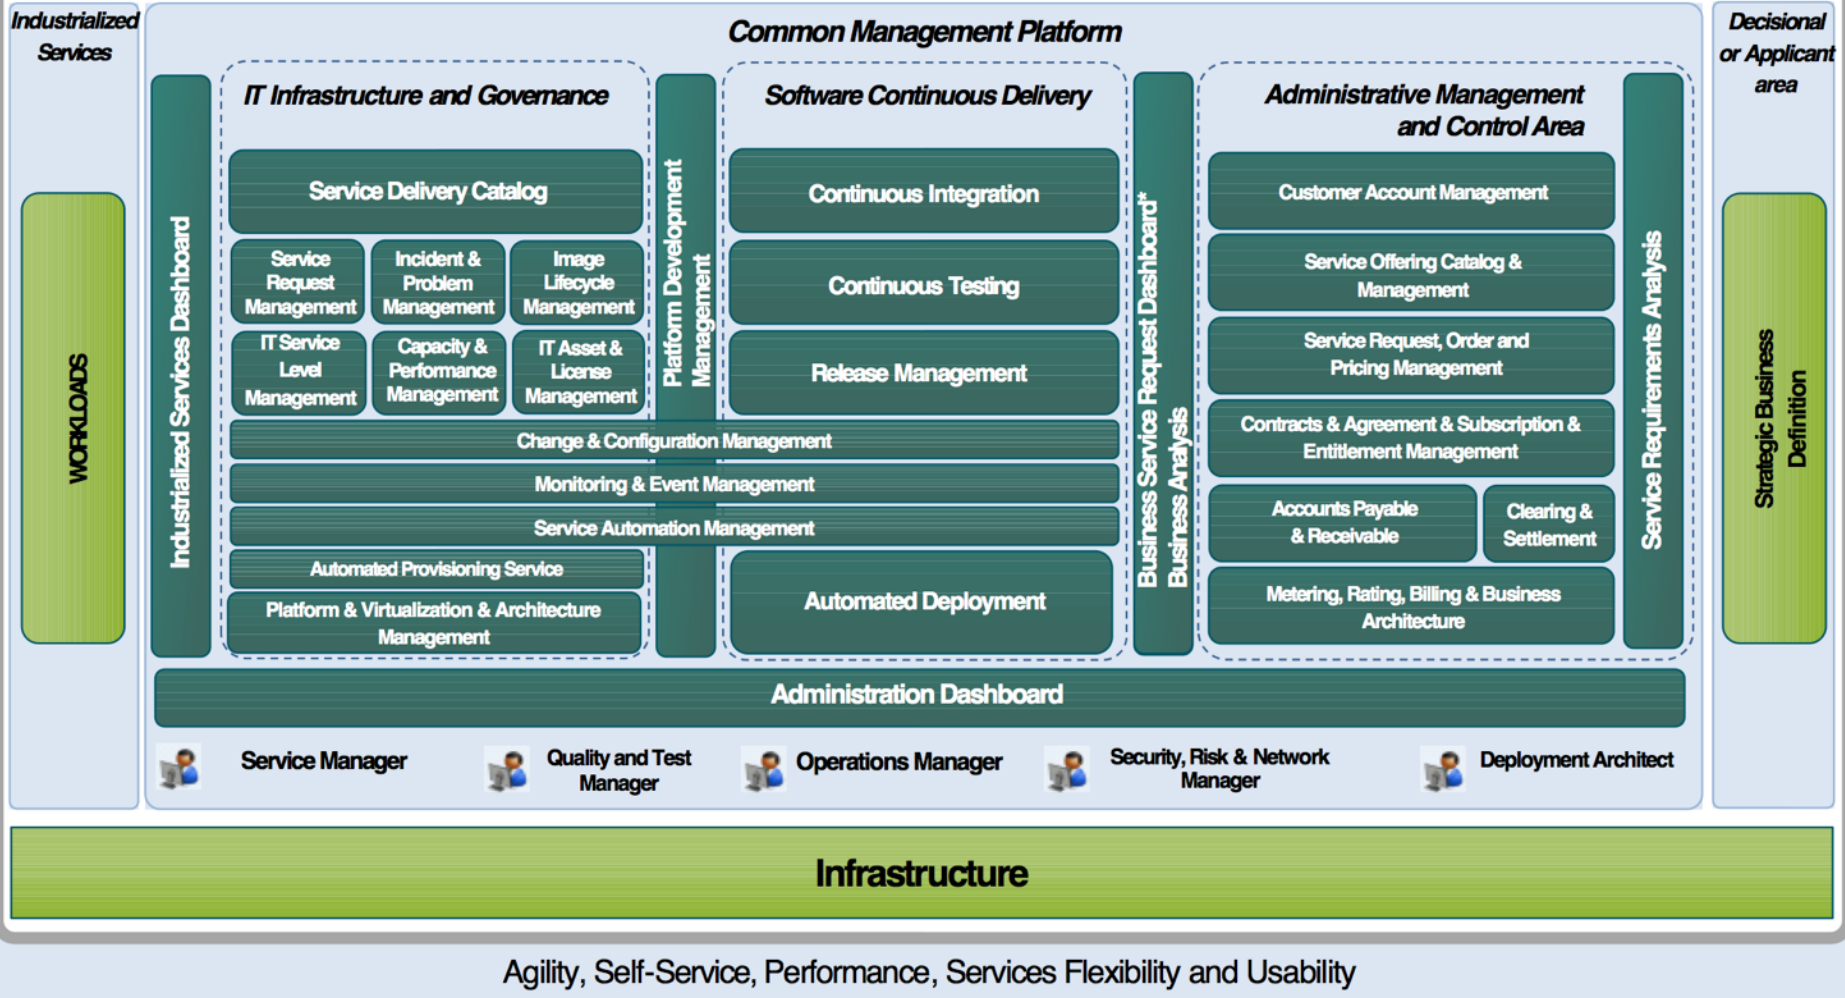 Industrialized
Services
Common Management Platform
Decisional
or Applicant
area
WORKLOADS
Industrialized Services Dashboard
IT Infrastructure and Governance
Service Delivery Catalog
Service
Request
Management
Incident &
Problem
Management
Image
Lifecycle
Management
IT Service
Level
Management
Capacity &
Performance
Management
IT Asset &
License
Management
Platform Development
Management
Software Continuous Delivery
Continuous Integration
Continuous Testing
Release Management
Change & Configuration Management
Monitoring & Event Management
Service Automation Management
Automated Provisioning Service
Platform & Virtualization & Architecture
Management
Automated Deployment
Business Service Request Dashboard*
Business Analysis
Administrative Management
and Control Area
Customer Account Management
Service Offering Catalog &
Management
Service Request, Order and
Pricing Management
Contracts & Agreement & Subscription &
Entitlement Management
Accounts Payable
& Receivable
Clearing &
Settlement
Metering, Rating, Billing & Business
Architecture
Service Requirements Analysis
Strategic Business
Definition
Administration Dashboard
Service Manager
Quality and Test
Manager
Operations Manager
Security, Risk & Network
Manager
Deployment Architect
Infrastructure
Agility, Self-Service, Performance, Services Flexibility and Usability